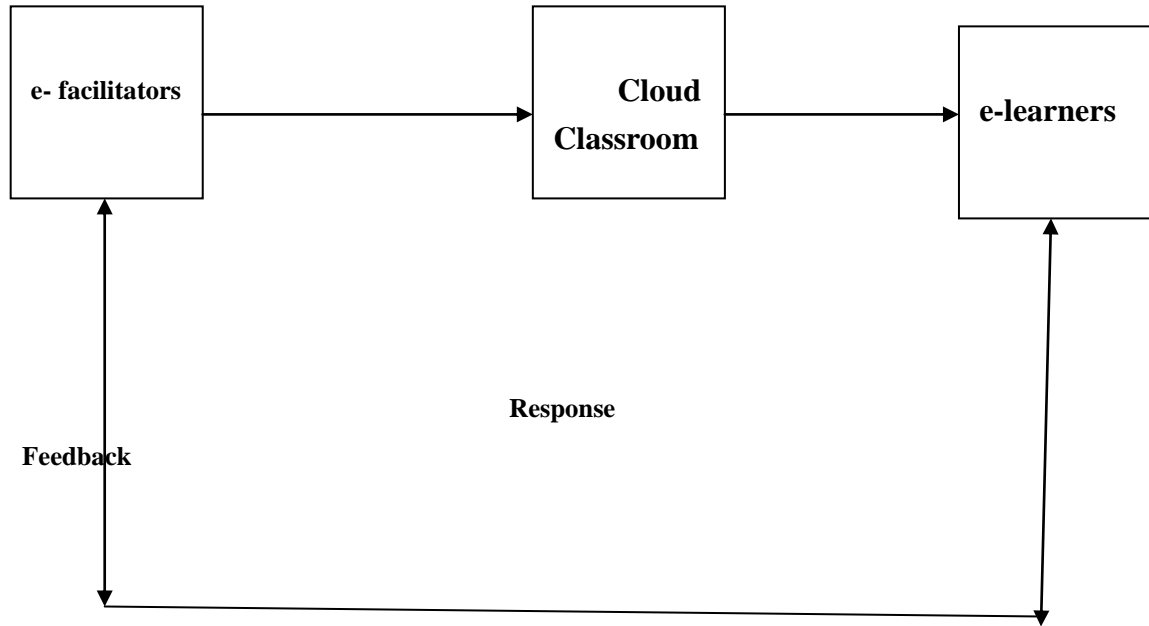 e- facilitators
Cloud
Classroom
e-learners
Response
Feedback